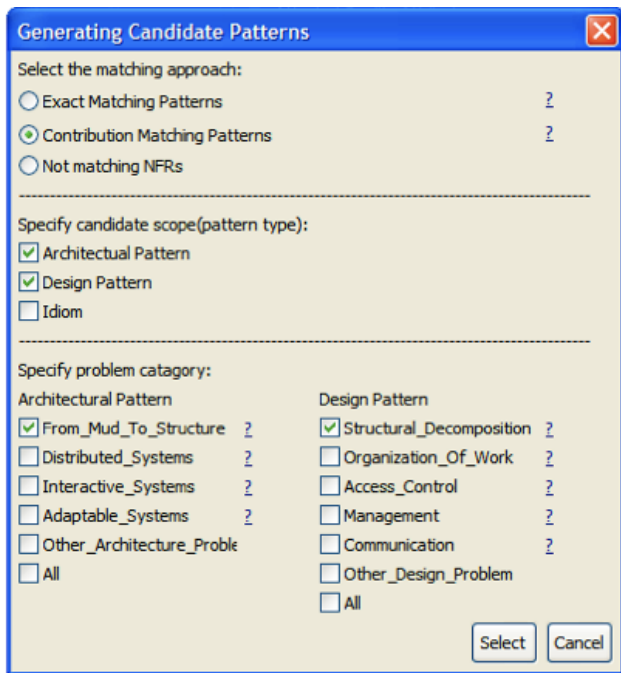 Generating Candidate Patterns
Select the matching approach:
Exact Matching Patterns ?
Contribution Matching Patterns ?
Not matching NFRs
Specify candidate scope(pattern type):
Architectual Pattern
Design Pattern
Idiom
Specify problem catagory:
Architectural Pattern Design Pattern
From_Mud_To_Structure ? Structural_Decomposition ?
Distributed_Systems ? Organization_Of_Work ?
Interactive_Systems ? Access_Control ?
Adaptable_Systems ? Management ?
Other_Architecture_Proble Communication ?
All Other_Design_Problem
All
Select Cancel